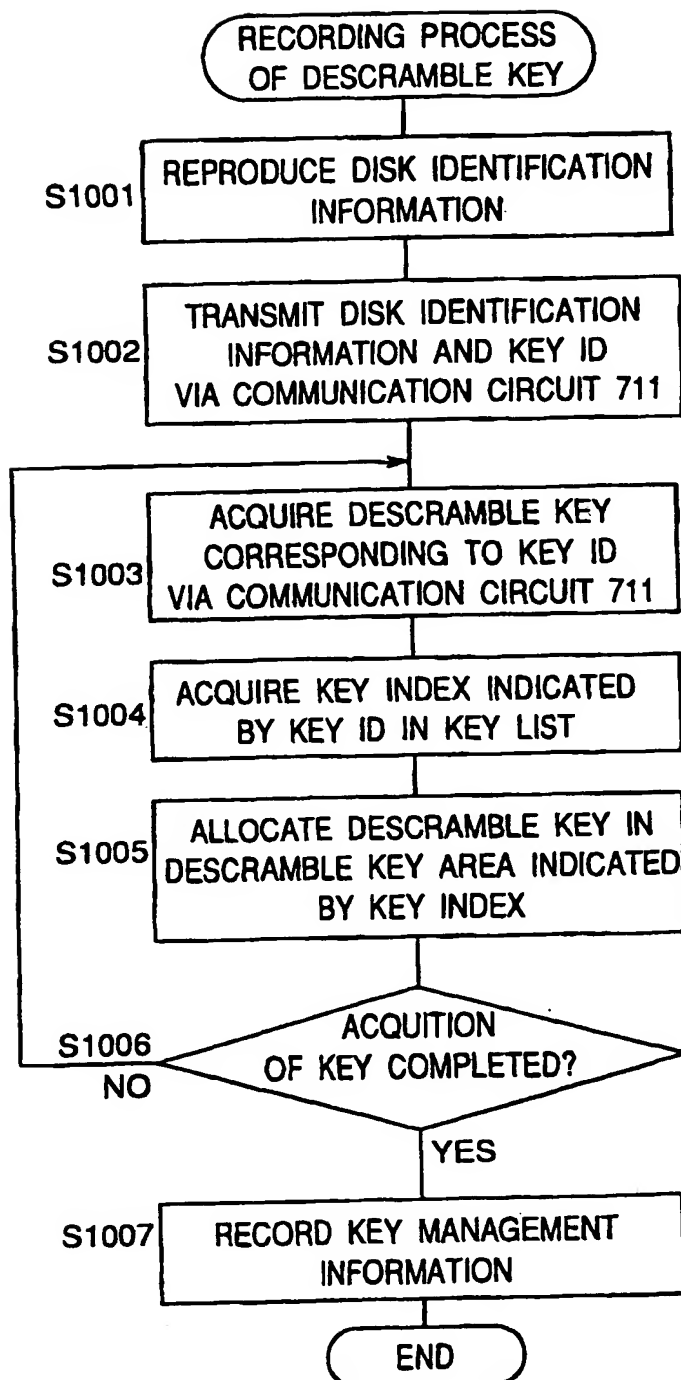 RECORDING PROCESS
OF DESCRAMBLE KEY
S1001
REPRODUCE DISK IDENTIFICATION
INFORMATION
S1002
TRANSMIT DISK IDENTIFICATION
INFORMATION AND KEY ID
VIA COMMUNICATION CIRCUIT 711
S1003
ACQUIRE DESCRAMBLE KEY
CORRESPONDING TO KEY ID
VIA COMMUNICATION CIRCUIT 711
S1004
ACQUIRE KEY INDEX INDICATED
BY KEY ID IN KEY LIST
S1005
ALLOCATE DESCRAMBLE KEY IN
DESCRAMBLE KEY AREA INDICATED
BY KEY INDEX
S1006
ACQUITION
OF KEY COMPLETED?
NO
YES
S1007
RECORD KEY MANAGEMENT
INFORMATION
END